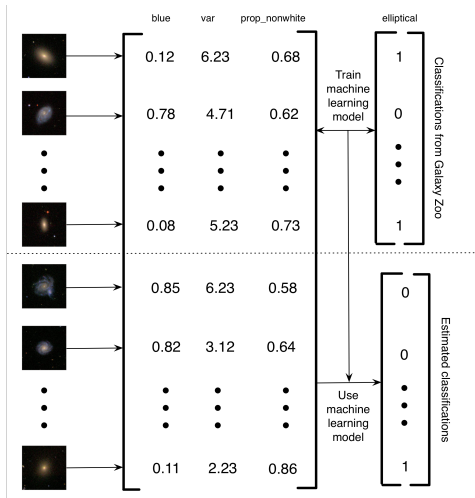 blue var prop_nonwhite elliptical
0.12 6.23 0.68 1
0.78 4.71 0.62 0
0.08 5.23 0.73 1
Train
machine
learning
model
Classifications from Galaxy Zoo
0.85 6.23 0.58 0
0.82 3.12 0.64 0
0.11 2.23 0.86 1
Use
machine
learning
model
Estimated classifications